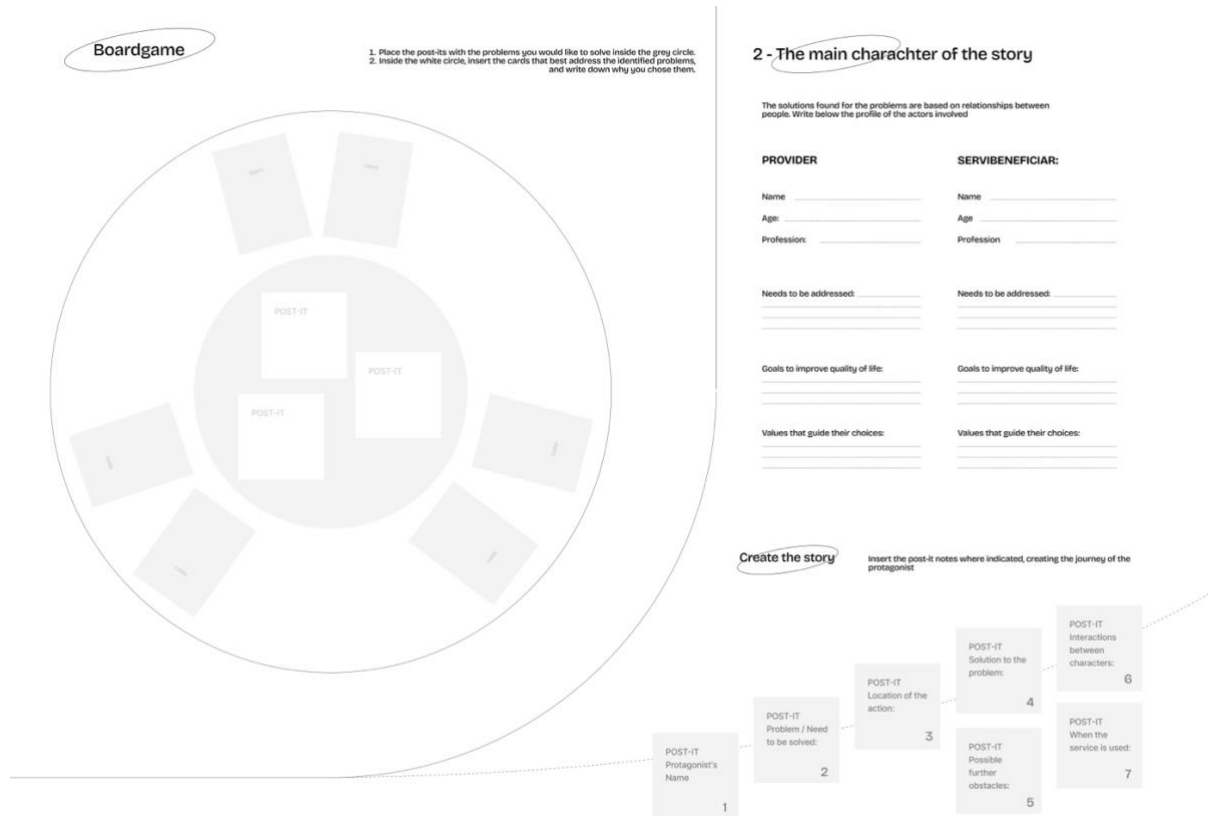 Boardgame
1. Place the post-its with the problems you would like to solve inside the grey circle.
2. Inside the white circle, insert the cards that best address the identified problems,
and write down why you chose them.
POST-IT
POST-IT
POST-IT
2 - The main charachter of the story
The solutions found for the problems are based on relationships between
people. Write below the profile of the actors involved
PROVIDER
Name
Age:
Profession:
Needs to be addressed:
Goals to improve quality of life:
Values that guide their choices:
SERVIBENEFICIAR:
Name
Age
Profession
Needs to be addressed:
Goals to improve quality of life:
Values that guide their choices:
Create the story
Insert the post-it notes where indicated, creating the journey of the
protagonist
POST-IT
Protagonist's
Name
1
POST-IT
Problem / Need
to be solved:
2
POST-IT
Location of the
action:
3
POST-IT
Solution to the
problem:
4
POST-IT
Possible
further
obstacles:
5
POST-IT
Interactions
between
characters:
6
POST-IT
When the
service is used:
7